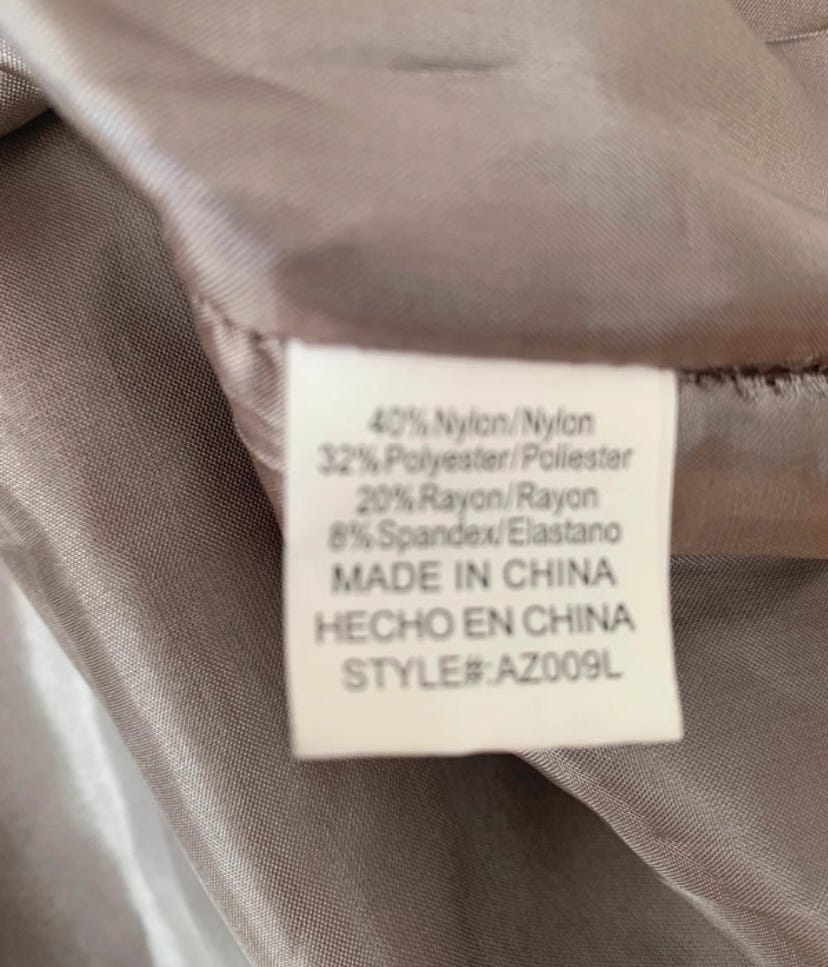 40% Nylon/Nylon
32% Polyester/Poliester
20% Rayon/Rayon
8% Spandex/Elastano
MADE IN CHINA
HECHO EN CHINA
STYLE#:AZ009L